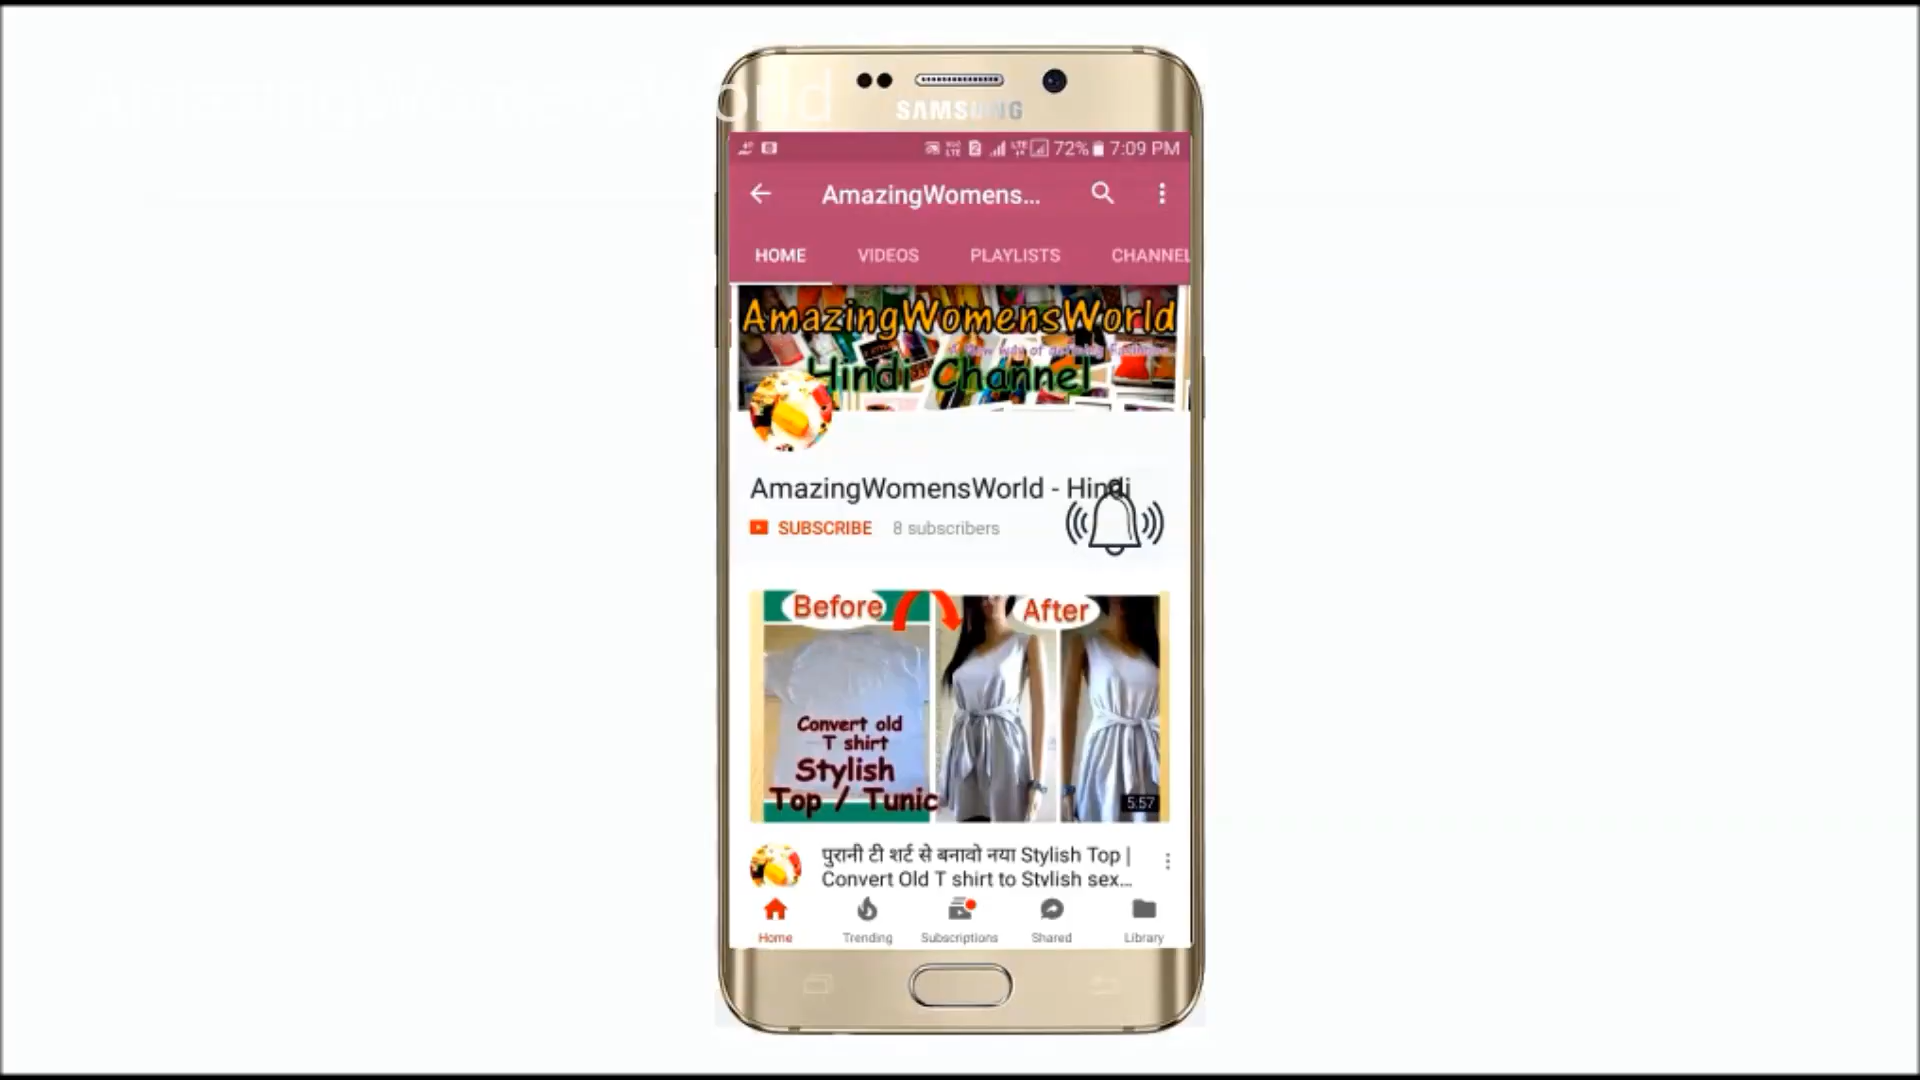 AmazingWomensWorld
SAMSUNG
72% 7:09 PM
AmazingWomens...
HOME VIDEOS PLAYLISTS CHANNEL
AmazingWomensWorld
Hindi Channel
AmazingWomensWorld - Hindi
SUBSCRIBE 8 subscribers
Before After
Convert old
T shirt
Stylish
Top / Tunic
5:57
पुरानी टी शर्ट से बनावो नया Stylish Top |
Convert Old T shirt to Stylish sex...
Home Trending Subscriptions Shared Library